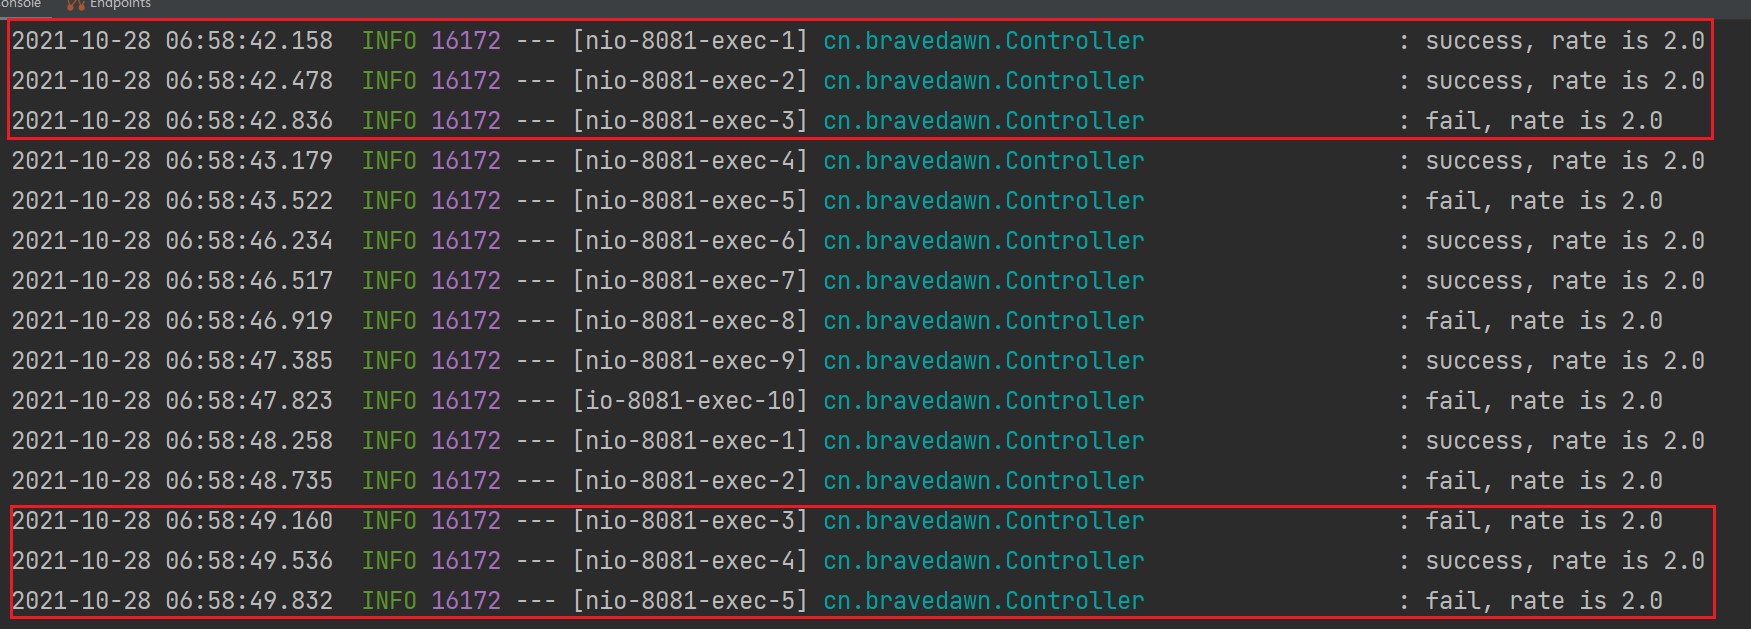 onsole Endpoints
2021-10-28 06:58:42.158  INFO 16172 --- [nio-8081-exec-1] cn.bravedawn.Controller                  : success, rate is 2.0
2021-10-28 06:58:42.478  INFO 16172 --- [nio-8081-exec-2] cn.bravedawn.Controller                  : success, rate is 2.0
2021-10-28 06:58:42.836  INFO 16172 --- [nio-8081-exec-3] cn.bravedawn.Controller                  : fail, rate is 2.0
2021-10-28 06:58:43.179  INFO 16172 --- [nio-8081-exec-4] cn.bravedawn.Controller                  : success, rate is 2.0
2021-10-28 06:58:43.522  INFO 16172 --- [nio-8081-exec-5] cn.bravedawn.Controller                  : fail, rate is 2.0
2021-10-28 06:58:46.234  INFO 16172 --- [nio-8081-exec-6] cn.bravedawn.Controller                  : success, rate is 2.0
2021-10-28 06:58:46.517  INFO 16172 --- [nio-8081-exec-7] cn.bravedawn.Controller                  : success, rate is 2.0
2021-10-28 06:58:46.919  INFO 16172 --- [nio-8081-exec-8] cn.bravedawn.Controller                  : fail, rate is 2.0
2021-10-28 06:58:47.385  INFO 16172 --- [nio-8081-exec-9] cn.bravedawn.Controller                  : success, rate is 2.0
2021-10-28 06:58:47.823  INFO 16172 --- [io-8081-exec-10] cn.bravedawn.Controller                  : fail, rate is 2.0
2021-10-28 06:58:48.258  INFO 16172 --- [nio-8081-exec-1] cn.bravedawn.Controller                  : success, rate is 2.0
2021-10-28 06:58:48.735  INFO 16172 --- [nio-8081-exec-2] cn.bravedawn.Controller                  : fail, rate is 2.0
2021-10-28 06:58:49.160  INFO 16172 --- [nio-8081-exec-3] cn.bravedawn.Controller                  : fail, rate is 2.0
2021-10-28 06:58:49.536  INFO 16172 --- [nio-8081-exec-4] cn.bravedawn.Controller                  : success, rate is 2.0
2021-10-28 06:58:49.832  INFO 16172 --- [nio-8081-exec-5] cn.bravedawn.Controller                  : fail, rate is 2.0